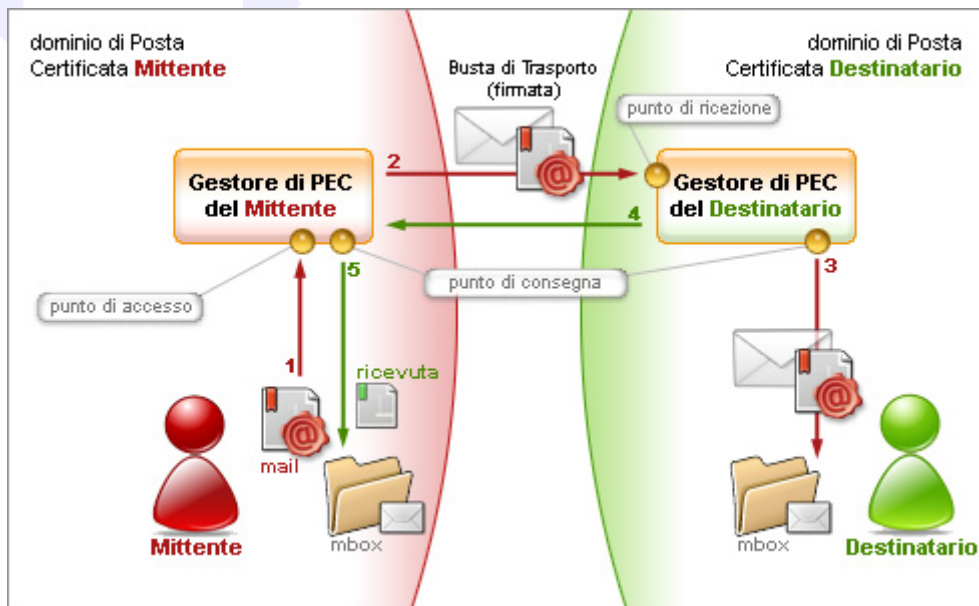 dominio di Posta
Certificata Mittente
dominio di Posta
Certificata Destinatario
Busta di Trasporto
(firmata)
punto di ricezione
2
Gestore di PEC
del Mittente
Gestore di PEC
del Destinatario
4
5
3
punto di consegna
punto di accesso
1
ricevuta
mail
mbox
mbox
Mittente
Destinatario
@
@
@